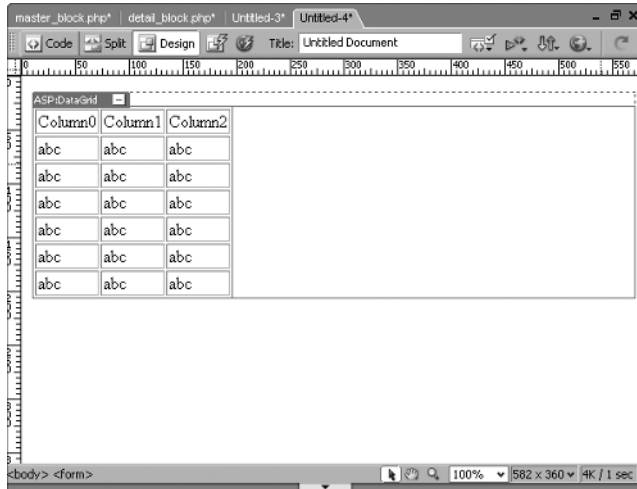 master_block.php* detail_block.php* Untitled-3* Untitled-4*
Code Split Design Title: Untitled Document
0 50 100 150 200 250 300 350 400 450 500 550
ASP:DataGrid
Column0 Column1 Column2
abc abc abc
abc abc abc
abc abc abc
abc abc abc
abc abc abc
abc abc abc
<body> <form> 100% 582 x 360 4K / 1 sec